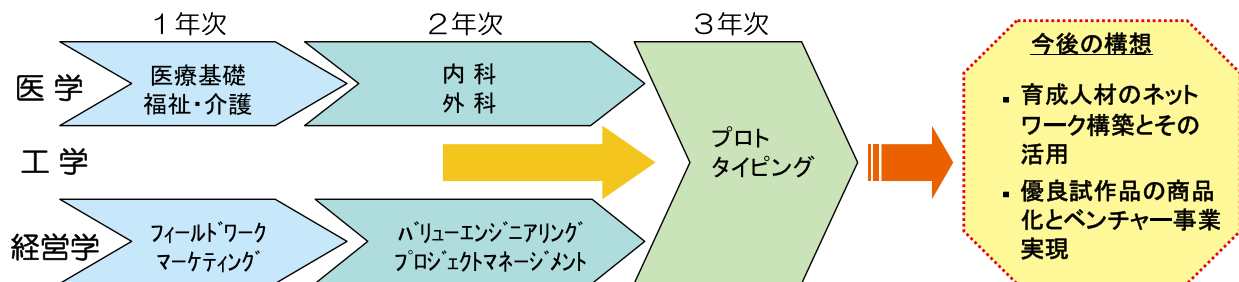 １年次
２年次
３年次
医学
医療基礎
福祉・介護
内科
外科
工学
プロト
タイピング
経営学
ﾌｨｰﾙﾄﾞﾜｰｸ
ﾏｰｹﾃｨﾝｸﾞ
ﾊﾞﾘｭｰｴﾝｼﾞﾆｱﾘﾝｸﾞ
ﾌﾟﾛｼﾞｪｸﾄﾏﾈｰｼﾞﾒﾝﾄ
今後の構想
▪ 育成人材のネット
ワーク構築とその
活用
▪ 優良試作品の商品
化とベンチャー事業
実現